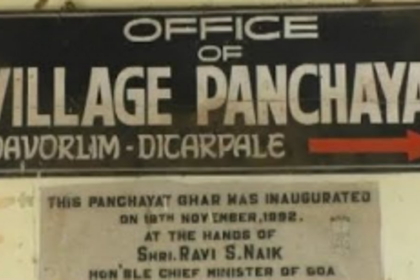 OFFICE
OF
VILLAGE PANCHAYA
DAVORLIM - DICARPALE
THIS PANCHAYAT GHAR WAS INAUGURATED
ON 18TH NOVEMBER, 1992.
AT THE HANDS OF
SHRI. RAVI S. NAIK
HON'BLE CHIEF MINISTER OF GOA